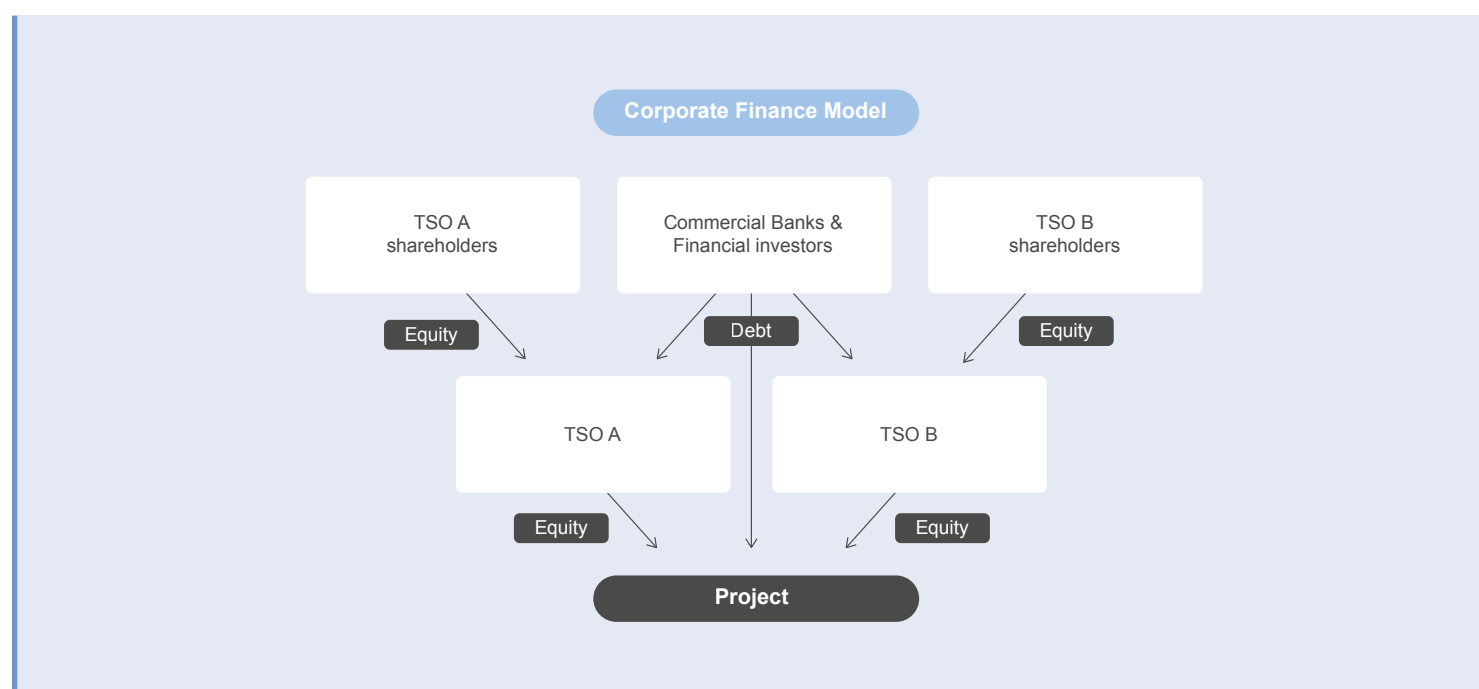 Corporate Finance Model
TSO A
shareholders
Commercial Banks &
Financial investors
TSO B
shareholders
Equity
Debt
Equity
TSO A
TSO B
Equity
Equity
Project